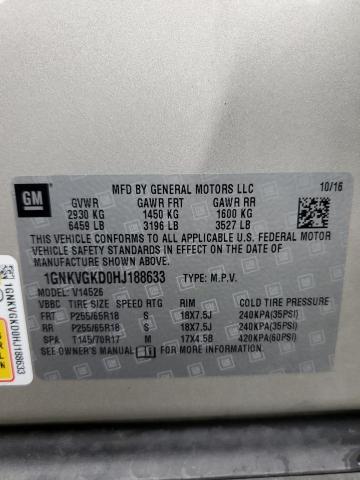 GM
MFD BY GENERAL MOTORS LLC 10/16
GVWR GAWR FRT GAWR RR
2930 KG 1450 KG 1600 KG
6459 LB 3196 LB 3527 LB
THIS VEHICLE CONFORMS TO ALL APPLICABLE U.S. FEDERAL MOTOR
VEHICLE SAFETY STANDARDS IN EFFECT ON THE DATE OF
MANUFACTURE SHOWN ABOVE.
1GNKVGKD0HJ188633 TYPE: M.P.V.
MODEL: V14526
VBBC TIRE SIZE SPEED RTG RIM COLD TIRE PRESSURE
FRT P255/65R18 S 18X7.5J 240KPA(35PSI)
RR P255/65R18 S 18X7.5J 240KPA(35PSI)
SPA T145/70R17 M 17X4.5B 420KPA(60PSI)
SEE OWNER'S MANUAL FOR MORE INFORMATION.
1GNKVGKD0HJ188633